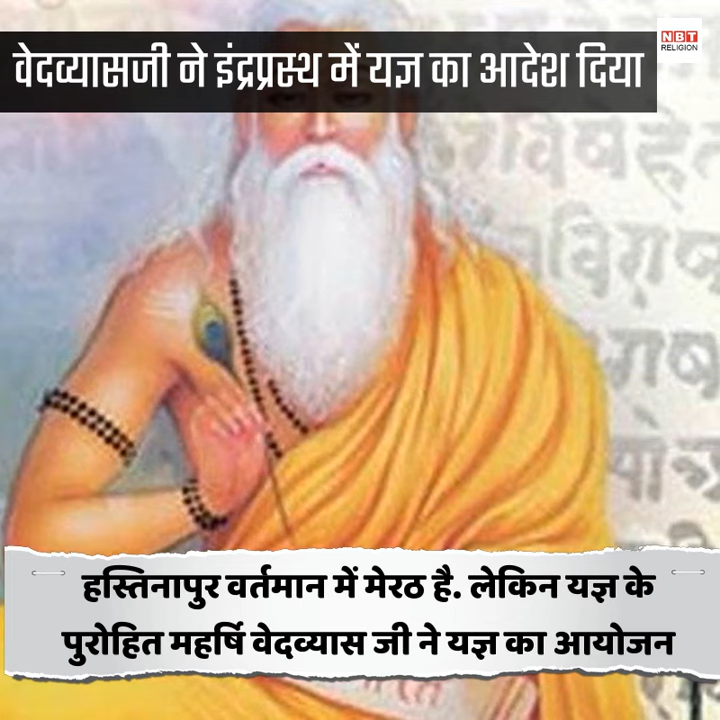 वेदव्यासजी ने इंद्रप्रस्थ में यज्ञ का आदेश दिया
NBT
RELIGION
हस्तिनापुर वर्तमान में मेरठ है. लेकिन यज्ञ के
पुरोहित महर्षि वेदव्यास जी ने यज्ञ का आयोजन